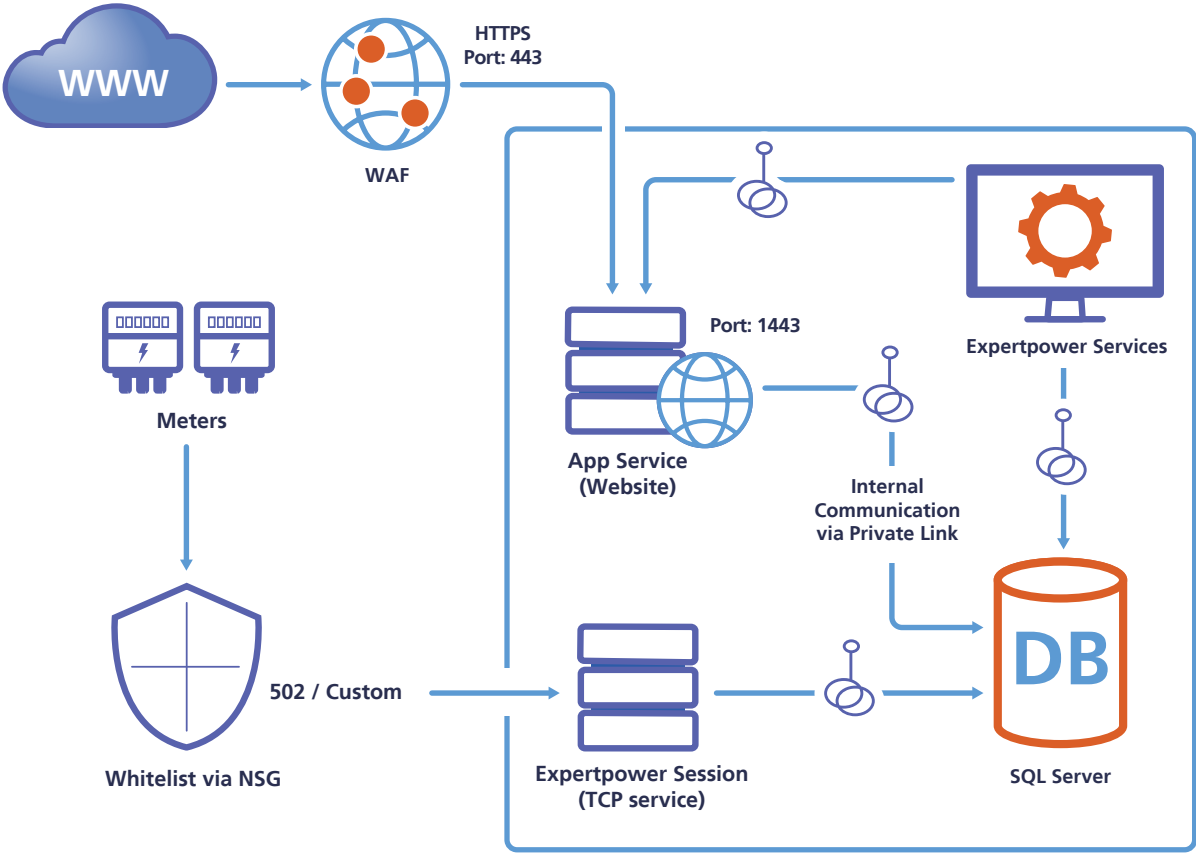 WWW
HTTPS
Port: 443
WAF
Port: 1443
Expertpower Services
Meters
App Service
(Website)
Internal
Communication
via Private Link
DB
502 / Custom
Whitelist via NSG
Expertpower Session
(TCP service)
SQL Server